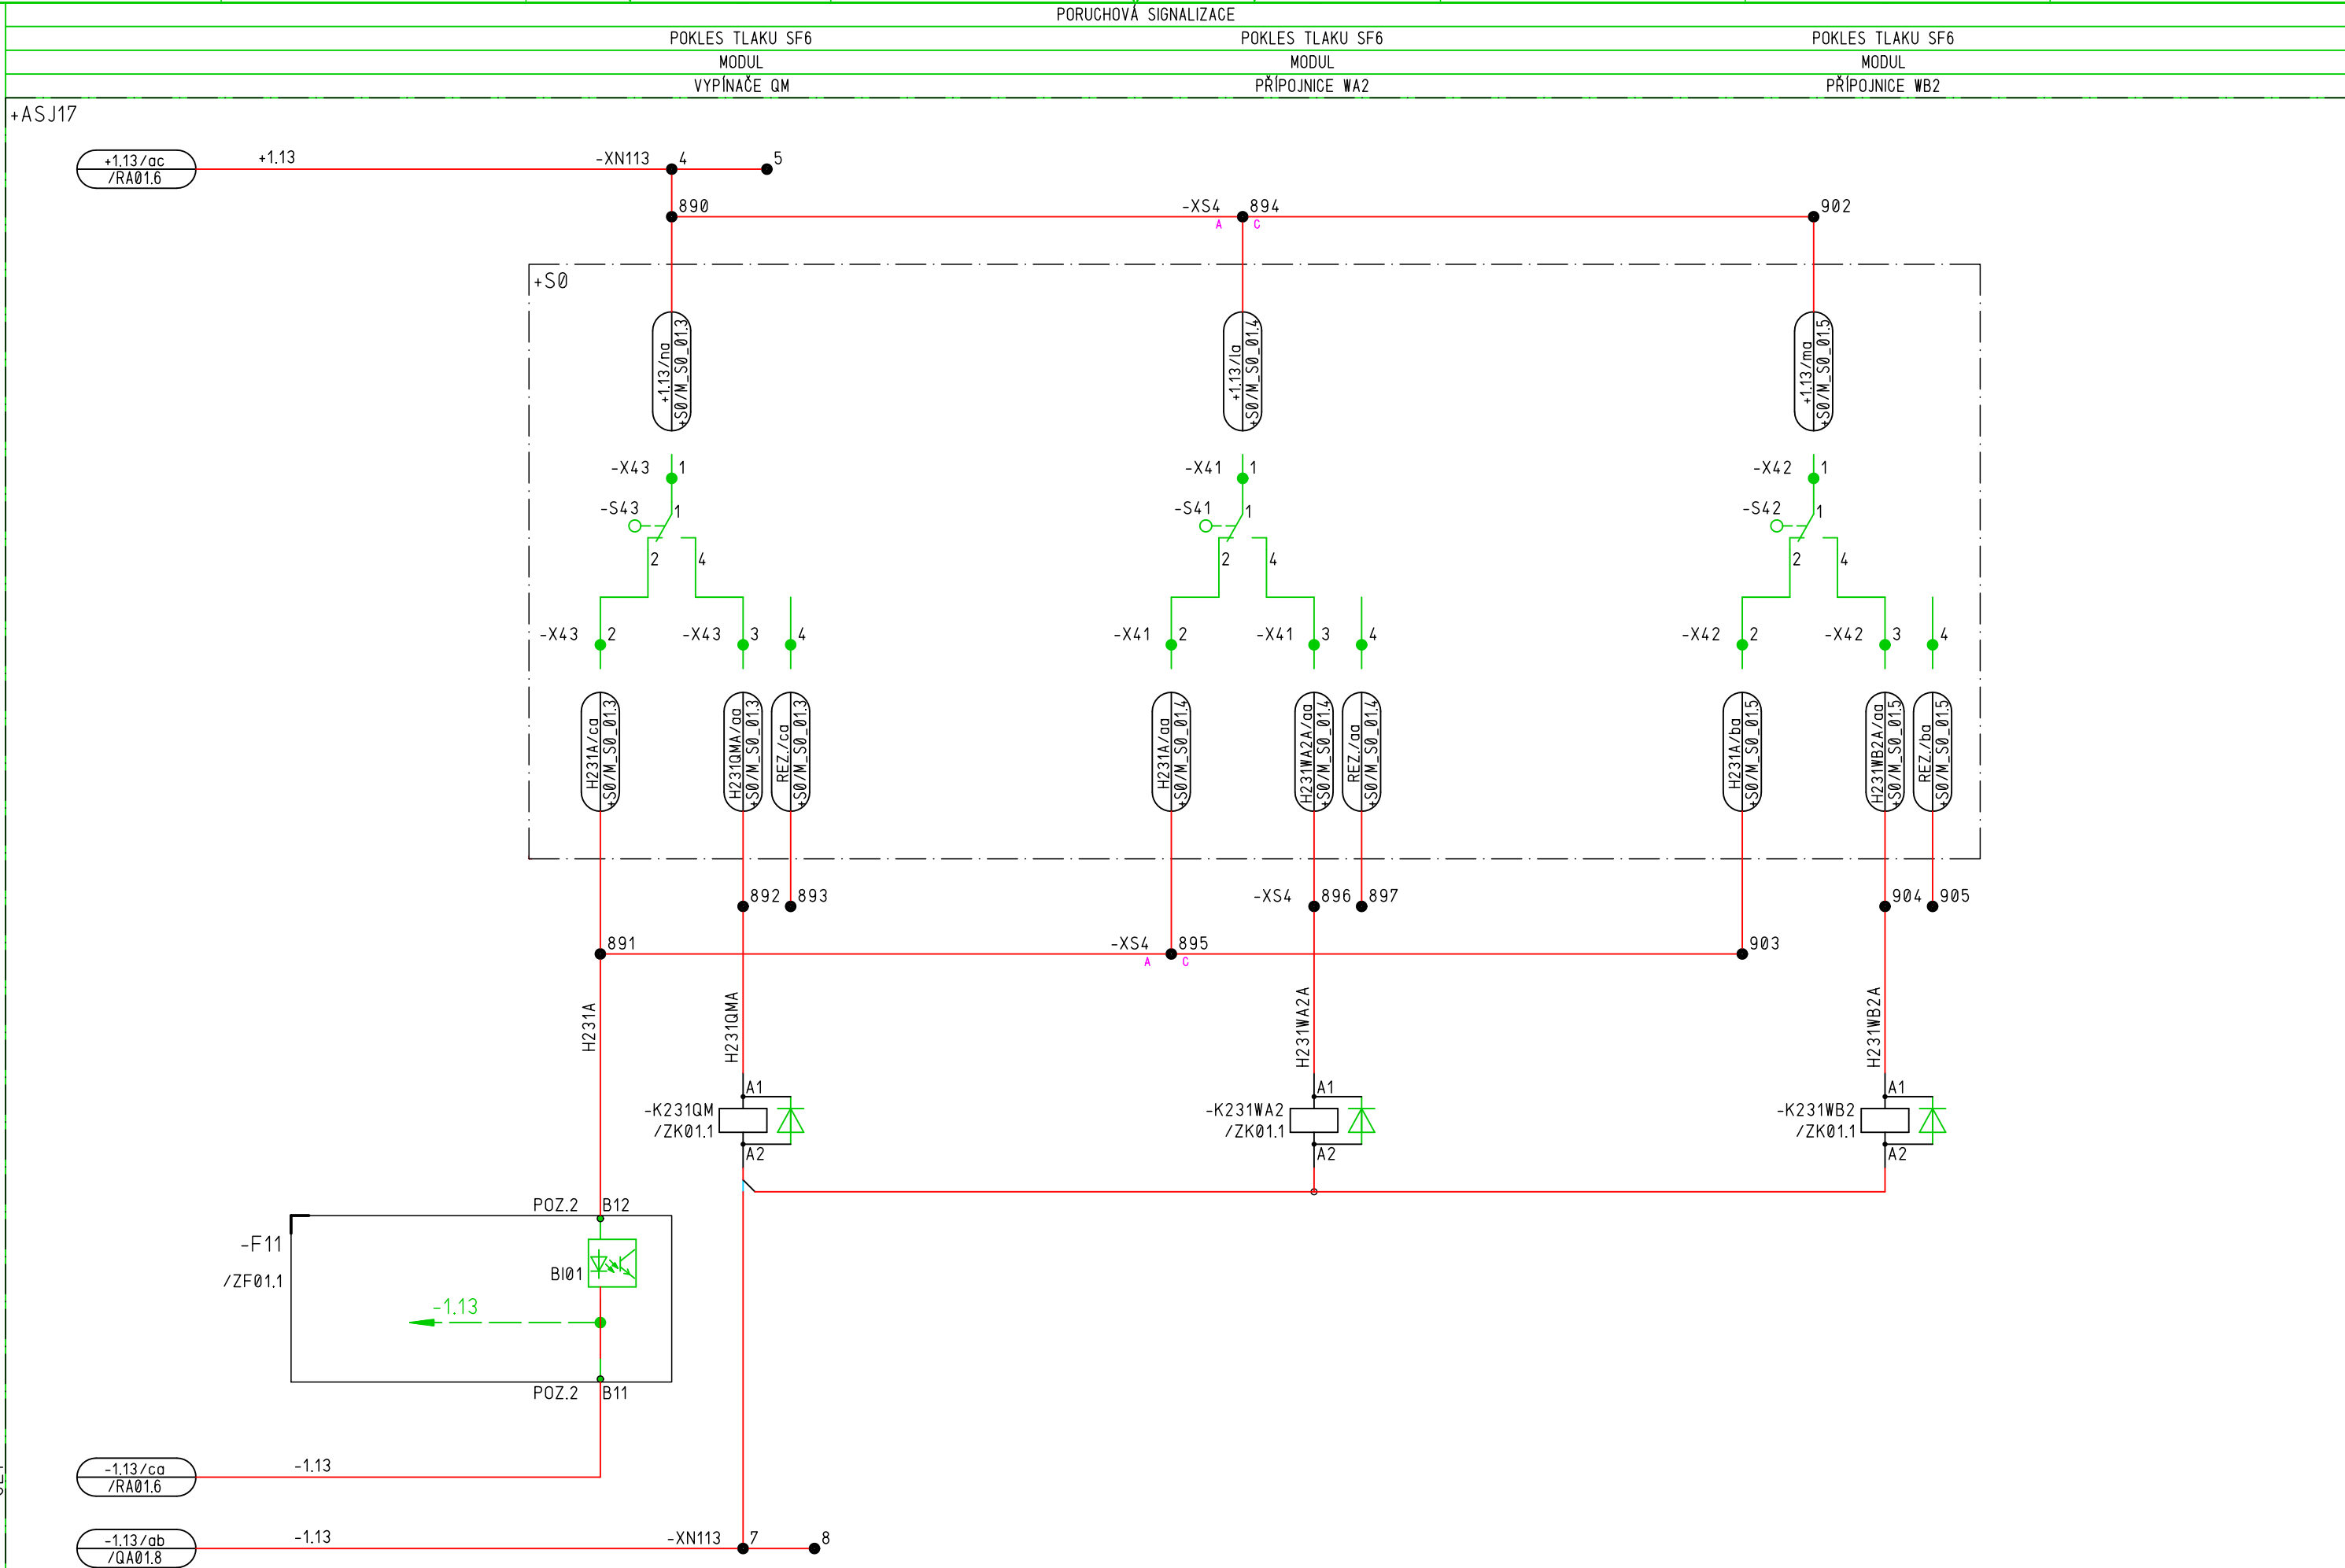 PORUCHOVÁ SIGNALIZACE
POKLES TLAKU SF6 POKLES TLAKU SF6 POKLES TLAKU SF6
MODUL MODUL MODUL
VYPÍNAČE QM PŘÍPOJNICE WA2 PŘÍPOJNICE WB2
+ASJ17
+1.13/ac +1.13 -XN113 4 5
/RA01.6
890 -XS4 894 902
A C
+S0
+1.13/na +1.13/la +1.13/ma
+S0/M_S0_01.3 +S0/M_S0_01.4 +S0/M_S0_01.5
-X43 1 -X41 1 -X42 1
-S43 1 -S41 1 -S42 1
2 4 2 4 2 4
-X43 2 -X43 3 4 -X41 2 -X41 3 4 -X42 2 -X42 3 4
H231A/ca H231QMA/aa REZ./ca H231A/aa H231WA2A/aa REZ./aa H231A/ba H231WB2A/aa REZ./ba
+S0/M_S0_01.3 +S0/M_S0_01.3 +S0/M_S0_01.3 +S0/M_S0_01.4 +S0/M_S0_01.4 +S0/M_S0_01.4 +S0/M_S0_01.5 +S0/M_S0_01.5 +S0/M_S0_01.5
892 893 -XS4 896 897 904 905
891 -XS4 895 903
A C
H231A H231QMA H231WA2A H231WB2A
A1 A1 A1
-K231QM -K231WA2 -K231WB2
/ZK01.1 /ZK01.1 /ZK01.1
A2 A2 A2
POZ.2 B12
-F11
/ZF01.1 BI01
-1.13
POZ.2 B11
-1.13/ca -1.13
/RA01.6
-1.13/ab -1.13 -XN113 7 8
/QA01.8